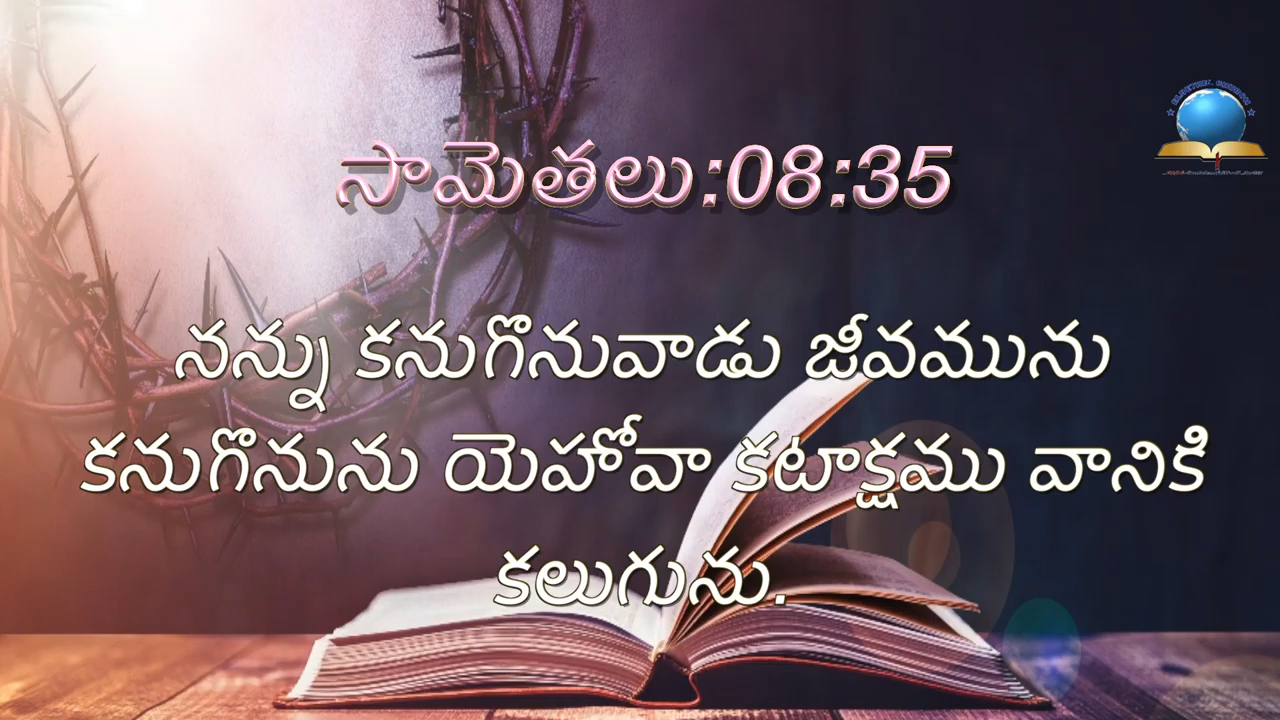 సామెతలు:08:35
నన్ను కనుగొనువాడు జీవమును
కనుగొనును యెహోవా కటాక్షము వానికి
కలుగును.